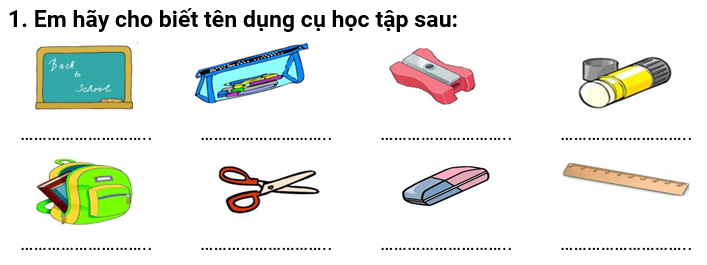 1. Em hãy cho biết tên dụng cụ học tập sau:
Back
to
School
………………………..  ………………………..  ………………………..  ………………………..
………………………..  ………………………..  ………………………..  ………………………..